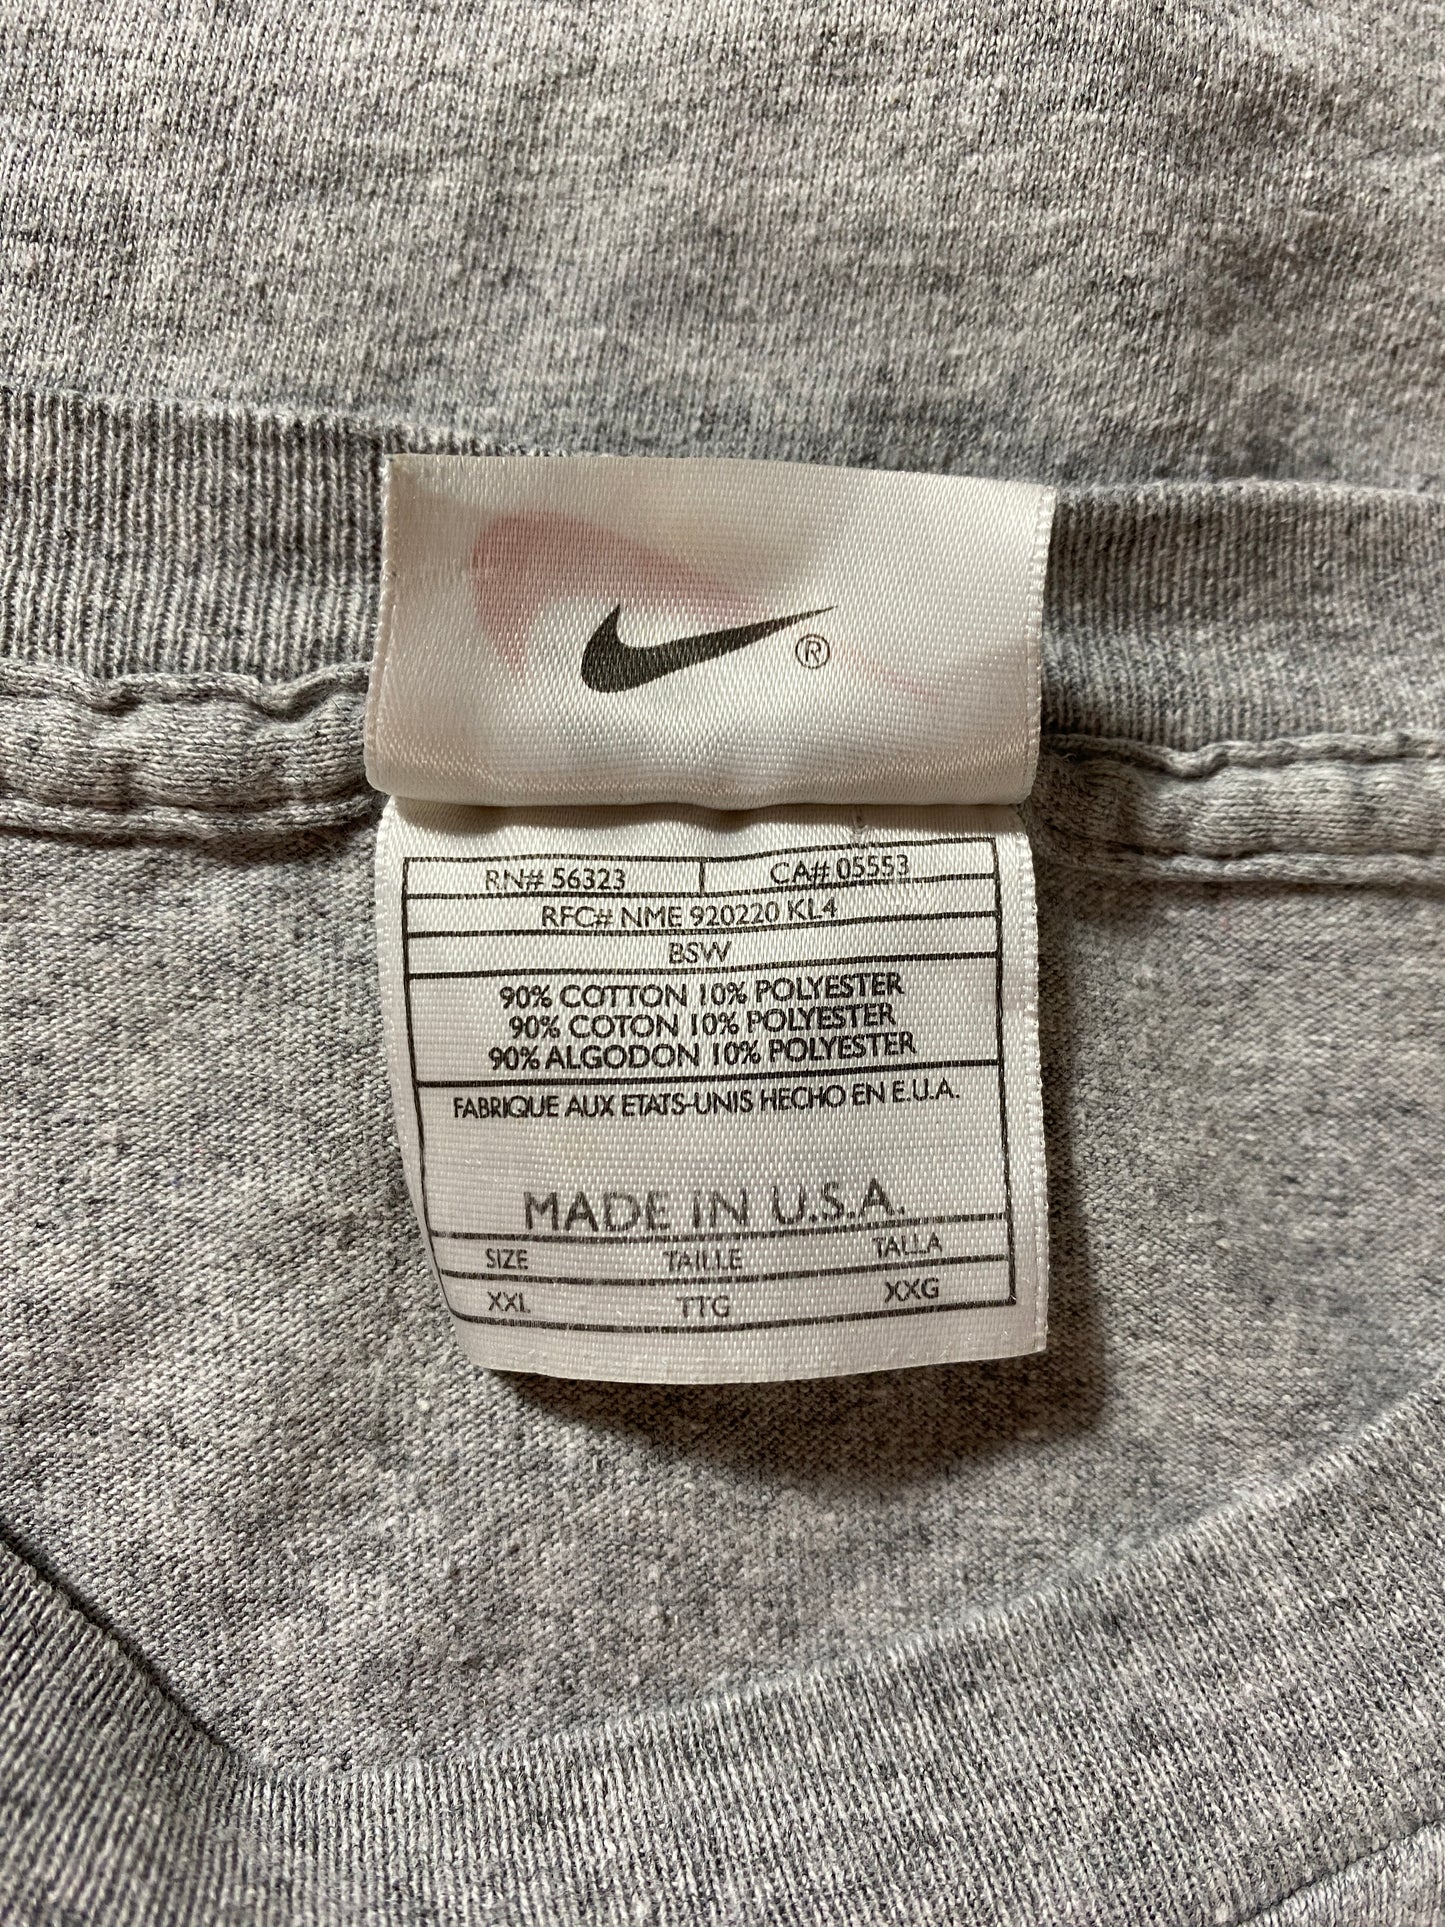 ®
RN# 56323 CA# 05553
RFC# NME 920220 KL4
BSW
90% COTTON 10% POLYESTER
90% COTON 10% POLYESTER
90% ALGODON 10% POLYESTER
FABRIQUE AUX ETATS-UNIS HECHO EN E.U.A.
MADE IN U.S.A.
SIZE TAILLE TALLA
XXL TTG XXG